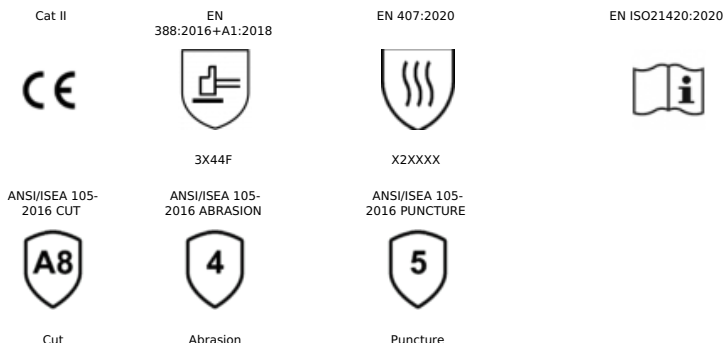 Cat II
EN
388:2016+A1:2018
EN 407:2020
EN ISO21420:2020
CE
i
3X44F
X2XXXX
ANSI/ISEA 105-
2016 CUT
ANSI/ISEA 105-
2016 ABRASION
ANSI/ISEA 105-
2016 PUNCTURE
A8
4
5
Cut
Abrasion
Puncture